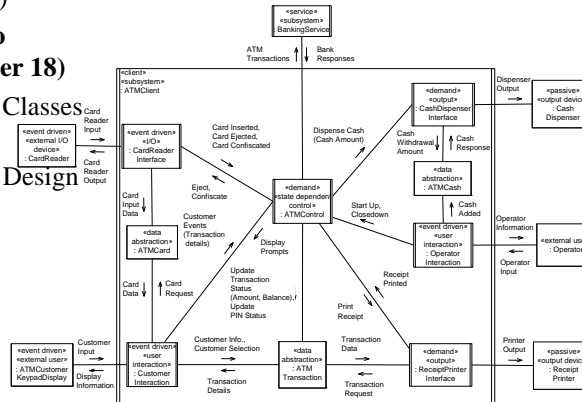 )
o
er 18)
Classes
Design
«service»
«subsystem»
: BankingService
ATM
Transactions
Bank
Responses
«client»
«subsystem»
: ATMClient
Card
Reader
Input
«event driven»
«external I/O
device»
: CardReader
Card
Reader
Output
«event driven»
«I/O»
: CardReader
Interface
Card Inserted,
Card Ejected,
Card Confiscated
Eject,
Confiscate
Dispense Cash
(Cash Amount)
«demand»
«output»
: CashDispenser
Interface
Dispenser
Output
«passive»
«output device»
: Cash
Dispenser
Cash
Withdrawal
Amount
Cash
Response
«data
abstraction»
: ATMCash
Cash
Added
«demand»
«state dependent
control»
: ATMControl
Start Up,
Closedown
«event driven»
«user
interaction»
: Operator
Interaction
Operator
Information
Operator
Input
«external user»
: Operator
Card
Input
Data
«data
abstraction»
: ATMCard
Card
Data
Card
Request
Customer
Events
(Transaction
details)
Display
Prompts
Update
Transaction
Status
(Amount, Balance),
Update
PIN Status
Receipt
Printed
Print
Receipt
«event driven»
«external user»
: ATMCustomer
KeypadDisplay
Customer
Input
Display
Information
«event driven»
«user
interaction»
: Customer
Interaction
Customer Info.,
Customer Selection
Transaction
Details
«data
abstraction»
: ATM
Transaction
Transaction
Data
Transaction
Request
«demand»
«output»
: ReceiptPrinter
Interface
Printer
Output
«passive»
«output device»
: Receipt
Printer